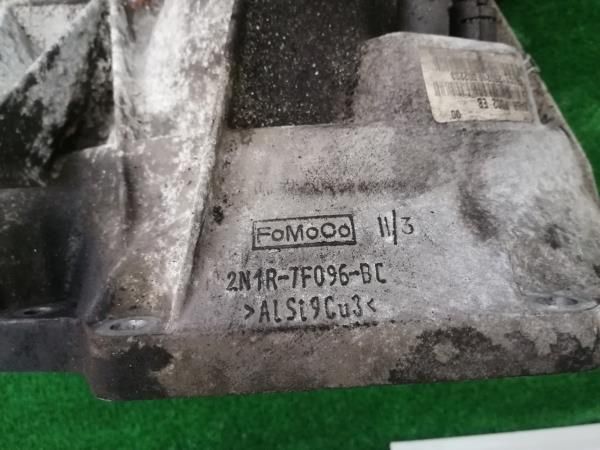 FoMoCo 11/3
2N1R-7F096-BC
>AlSi9Cu3<